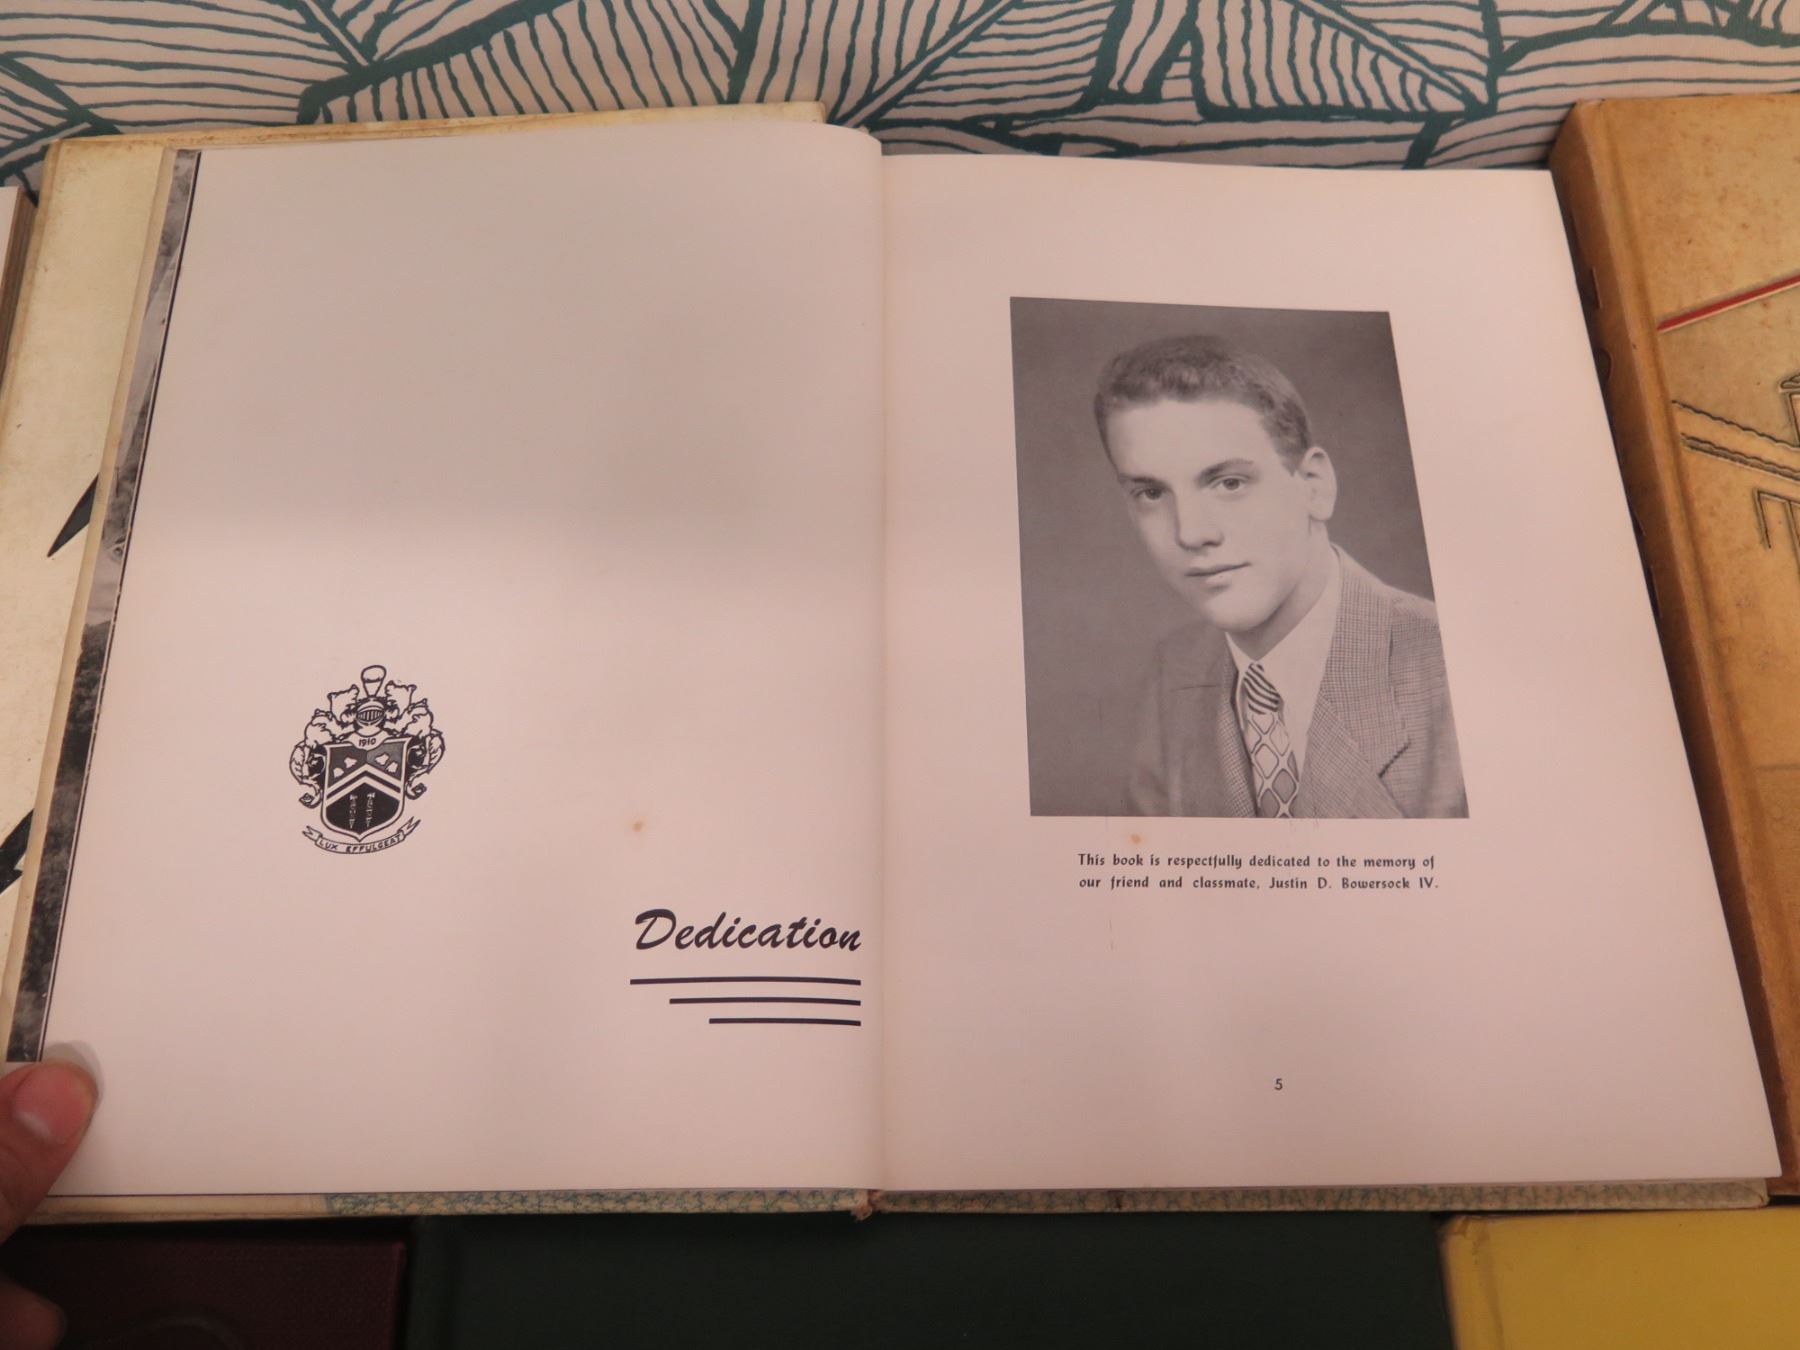 1910
LUX EFFULGEAT
Dedication
This book is respectfully dedicated to the memory of
our friend and classmate, Justin D. Bowersock IV.
5